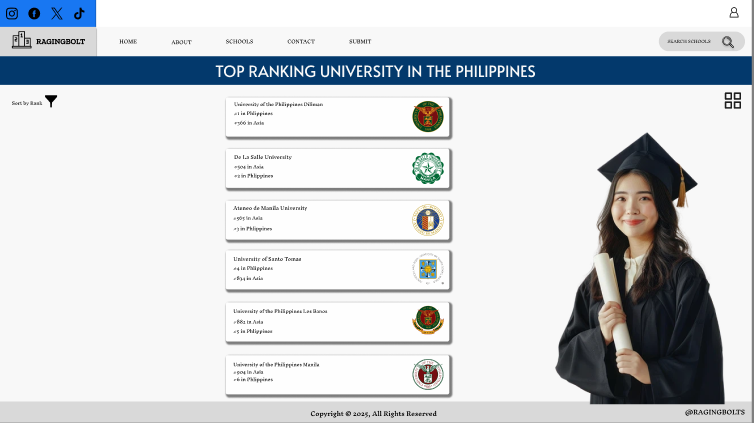 RAGINGBOLT
HOME
ABOUT
SCHOOLS
CONTACT
SUBMIT
SEARCH SCHOOLS
TOP RANKING UNIVERSITY IN THE PHILIPPINES
Sort by Rank
University of the Philippines Diliman
#1 in Philippines
#366 in Asia
De La Salle University
#504 in Asia
#2 in Philippines
Ateneo de Manila University
#565 in Asia
#3 in Philippines
University of Santo Tomas
#4 in Philippines
#834 in Asia
University of the Philippines Los Banos
#882 in Asia
#5 in Philippines
University of the Philippines Manila
#904 in Asia
#6 in Philippines
Copyright © 2025, All Rights Reserved
@RAGINGBOLTS